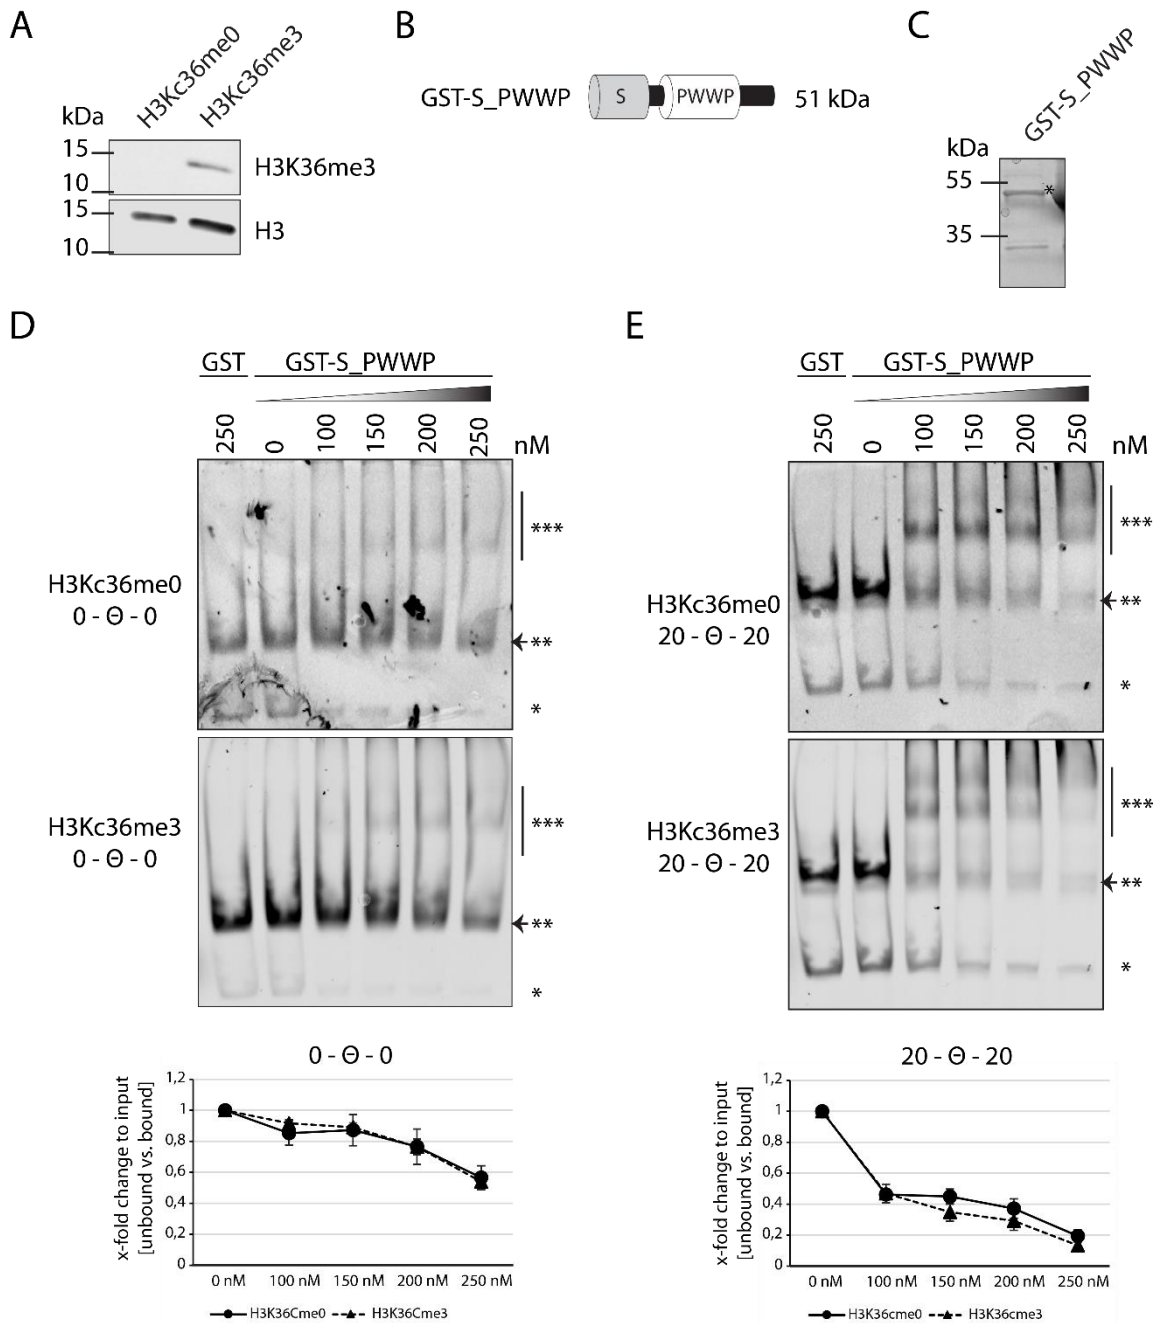 A
H3Kc36me0
H3Kc36me3
kDa
15
10
H3K36me3
15
10
H3
B
GST-S_PWWP
S
PWWP
51 kDa
C
GST-S_PWWP
kDa
55
35
*
D
GST
GST-S_PWWP
250
0
100
150
200
250
nM
H3Kc36me0
0 - Θ - 0
***
**
*
H3Kc36me3
0 - Θ - 0
***
**
*
0 - Θ - 0
x-fold change to input
[unbound vs. bound]
1,2
1
0,8
0,6
0,4
0,2
0
0 nM 100 nM 150 nM 200 nM 250 nM
H3K36Cme0 H3K36Cme3
E
GST
GST-S_PWWP
250
0
100
150
200
250
nM
H3Kc36me0
20 - Θ - 20
***
**
*
H3Kc36me3
20 - Θ - 20
***
**
*
20 - Θ - 20
x-fold change to input
[unbound vs. bound]
1,2
1
0,8
0,6
0,4
0,2
0
0 nM 100 nM 150 nM 200 nM 250 nM
H3K36cme0 H3K36cme3